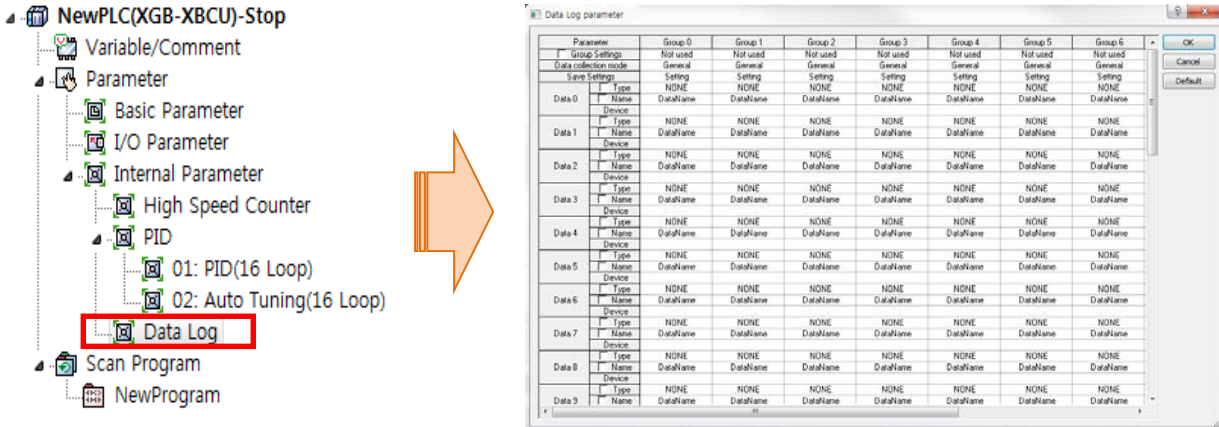 NewPLC(XGB-XBCU)-Stop
Variable/Comment
Parameter
Basic Parameter
I/O Parameter
Internal Parameter
High Speed Counter
PID
01: PID(16 Loop)
02: Auto Tuning(16 Loop)
Data Log
Scan Program
NewProgram
Data Log parameter
Parameter Group 0 Group 1 Group 2 Group 3 Group 4 Group 5 Group 6
Group Settings Not used Not used Not used Not used Not used Not used Not used
Data collection mode General General General General General General General
Save Settings Setting Setting Setting Setting Setting Setting Setting
Data 0
Type NONE NONE NONE NONE NONE NONE NONE
Name DataName DataName DataName DataName DataName DataName DataName
Device
Data 1
Type NONE NONE NONE NONE NONE NONE NONE
Name DataName DataName DataName DataName DataName DataName DataName
Device
Data 2
Type NONE NONE NONE NONE NONE NONE NONE
Name DataName DataName DataName DataName DataName DataName DataName
Device
Data 3
Type NONE NONE NONE NONE NONE NONE NONE
Name DataName DataName DataName DataName DataName DataName DataName
Device
Data 4
Type NONE NONE NONE NONE NONE NONE NONE
Name DataName DataName DataName DataName DataName DataName DataName
Device
Data 5
Type NONE NONE NONE NONE NONE NONE NONE
Name DataName DataName DataName DataName DataName DataName DataName
Device
Data 6
Type NONE NONE NONE NONE NONE NONE NONE
Name DataName DataName DataName DataName DataName DataName DataName
Device
Data 7
Type NONE NONE NONE NONE NONE NONE NONE
Name DataName DataName DataName DataName DataName DataName DataName
Device
Data 8
Type NONE NONE NONE NONE NONE NONE NONE
Name DataName DataName DataName DataName DataName DataName DataName
Device
Data 9
Type NONE NONE NONE NONE NONE NONE NONE
Name DataName DataName DataName DataName DataName DataName DataName
OK
Cancel
Default